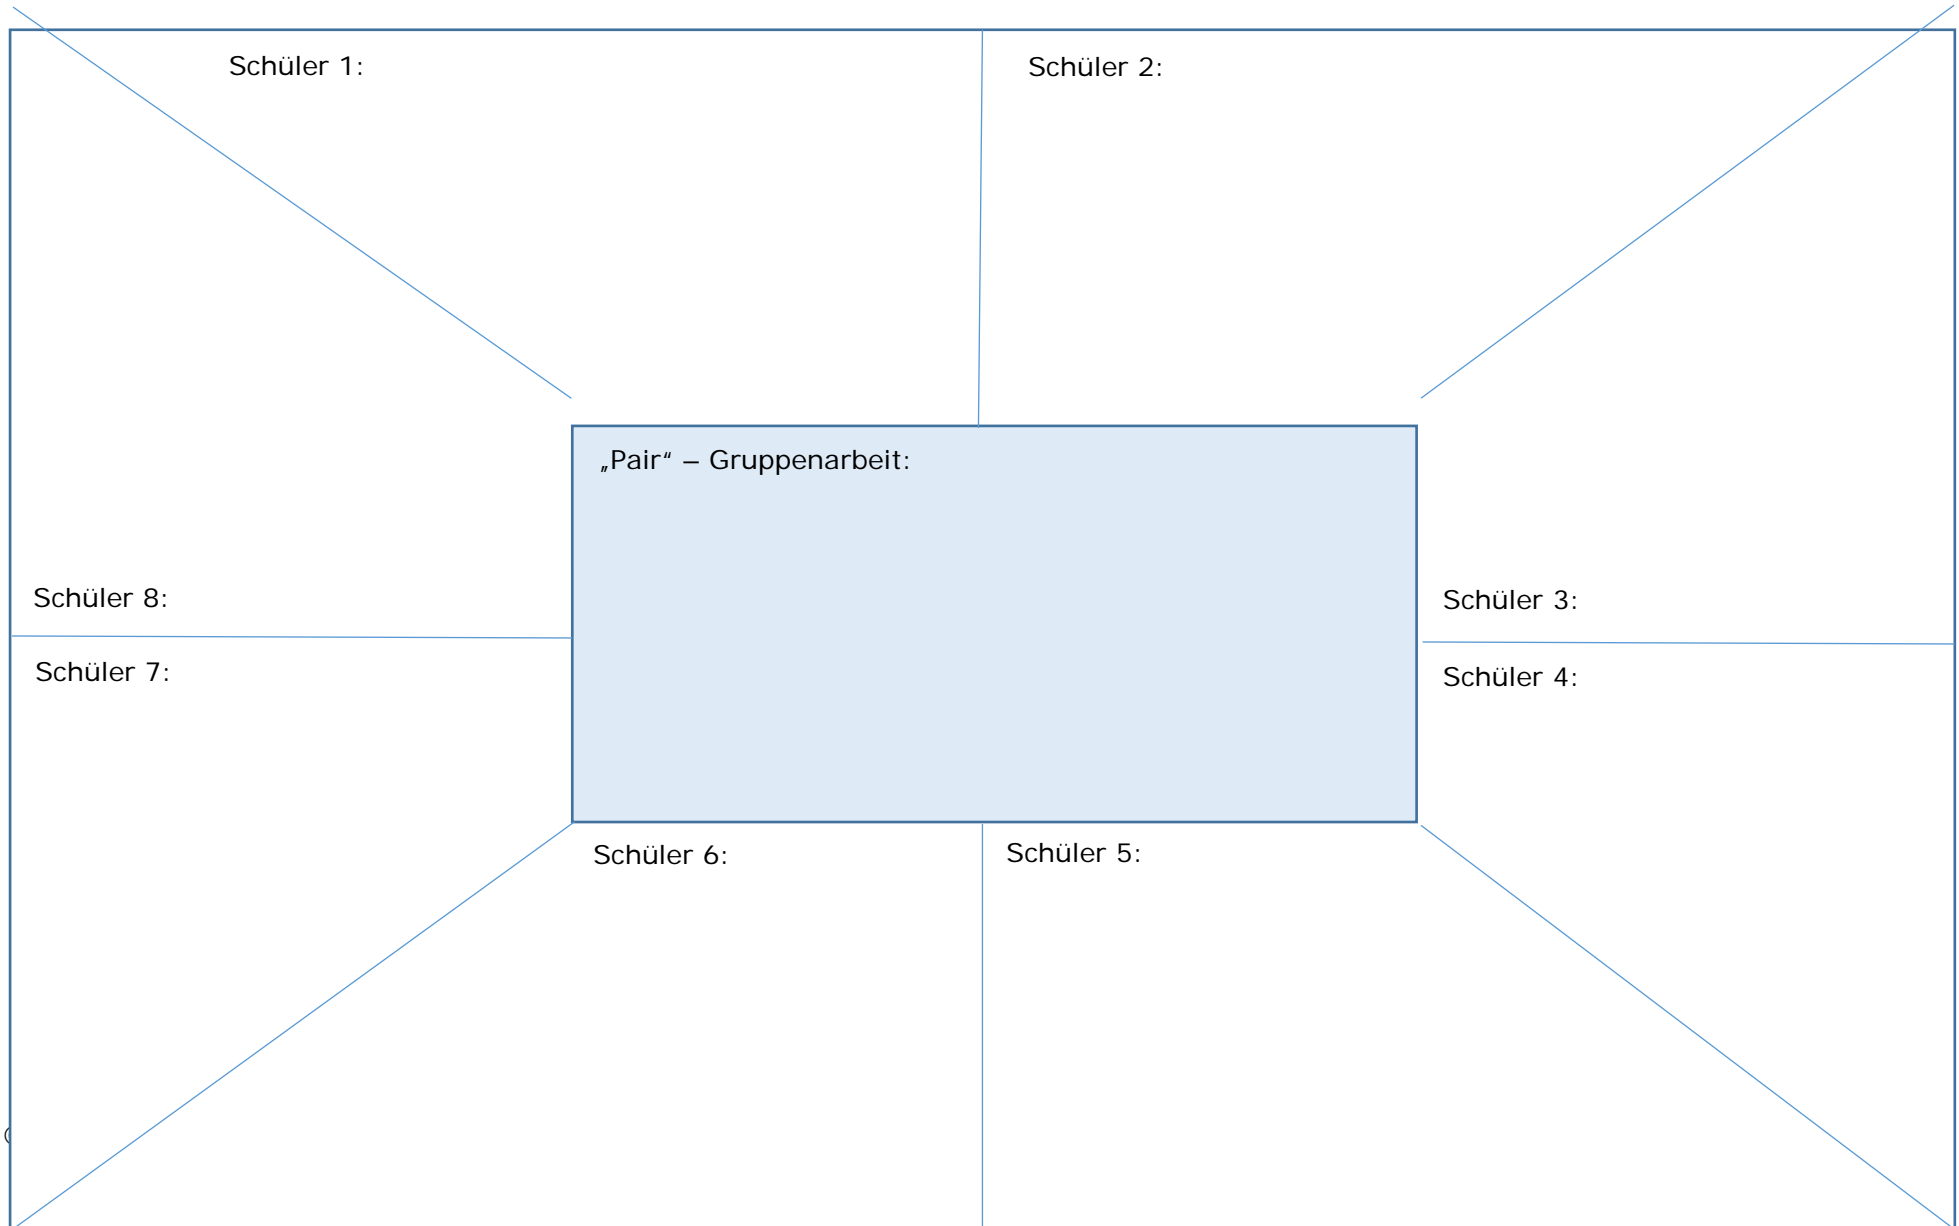 Schüler 1:
Schüler 2:
„Pair“ – Gruppenarbeit:
Schüler 8:
Schüler 3:
Schüler 7:
Schüler 4:
Schüler 6:
Schüler 5: